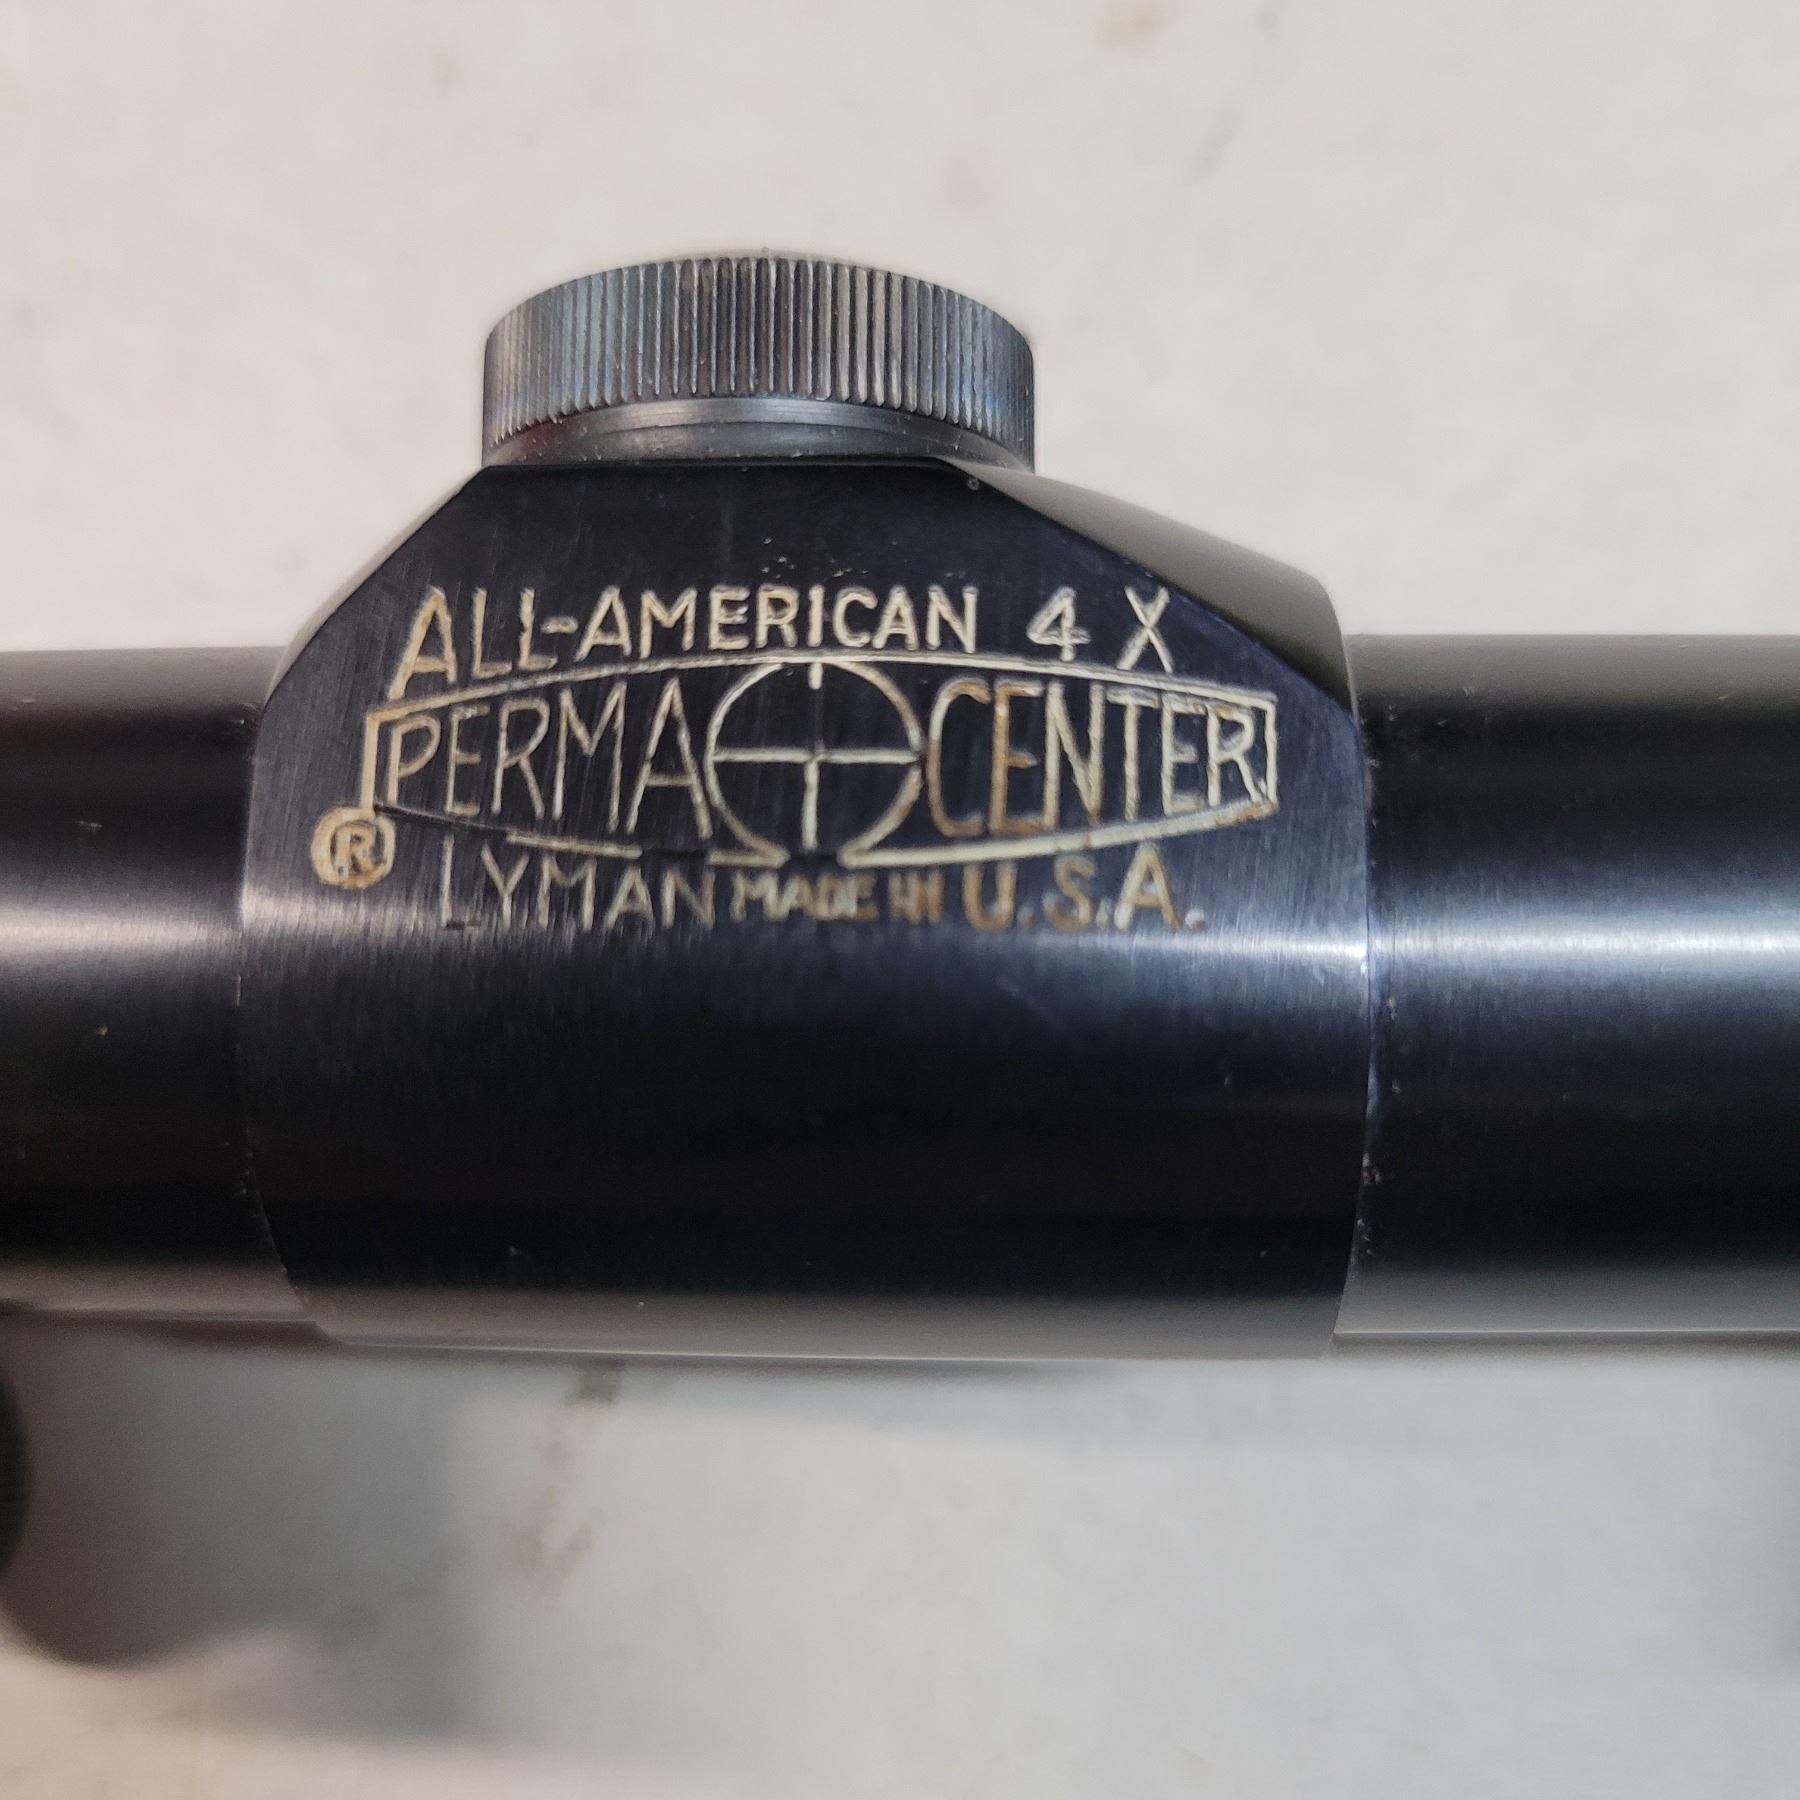 ALL-AMERICAN 4 X
PERMA CENTER
® LYMAN MADE IN U.S.A.